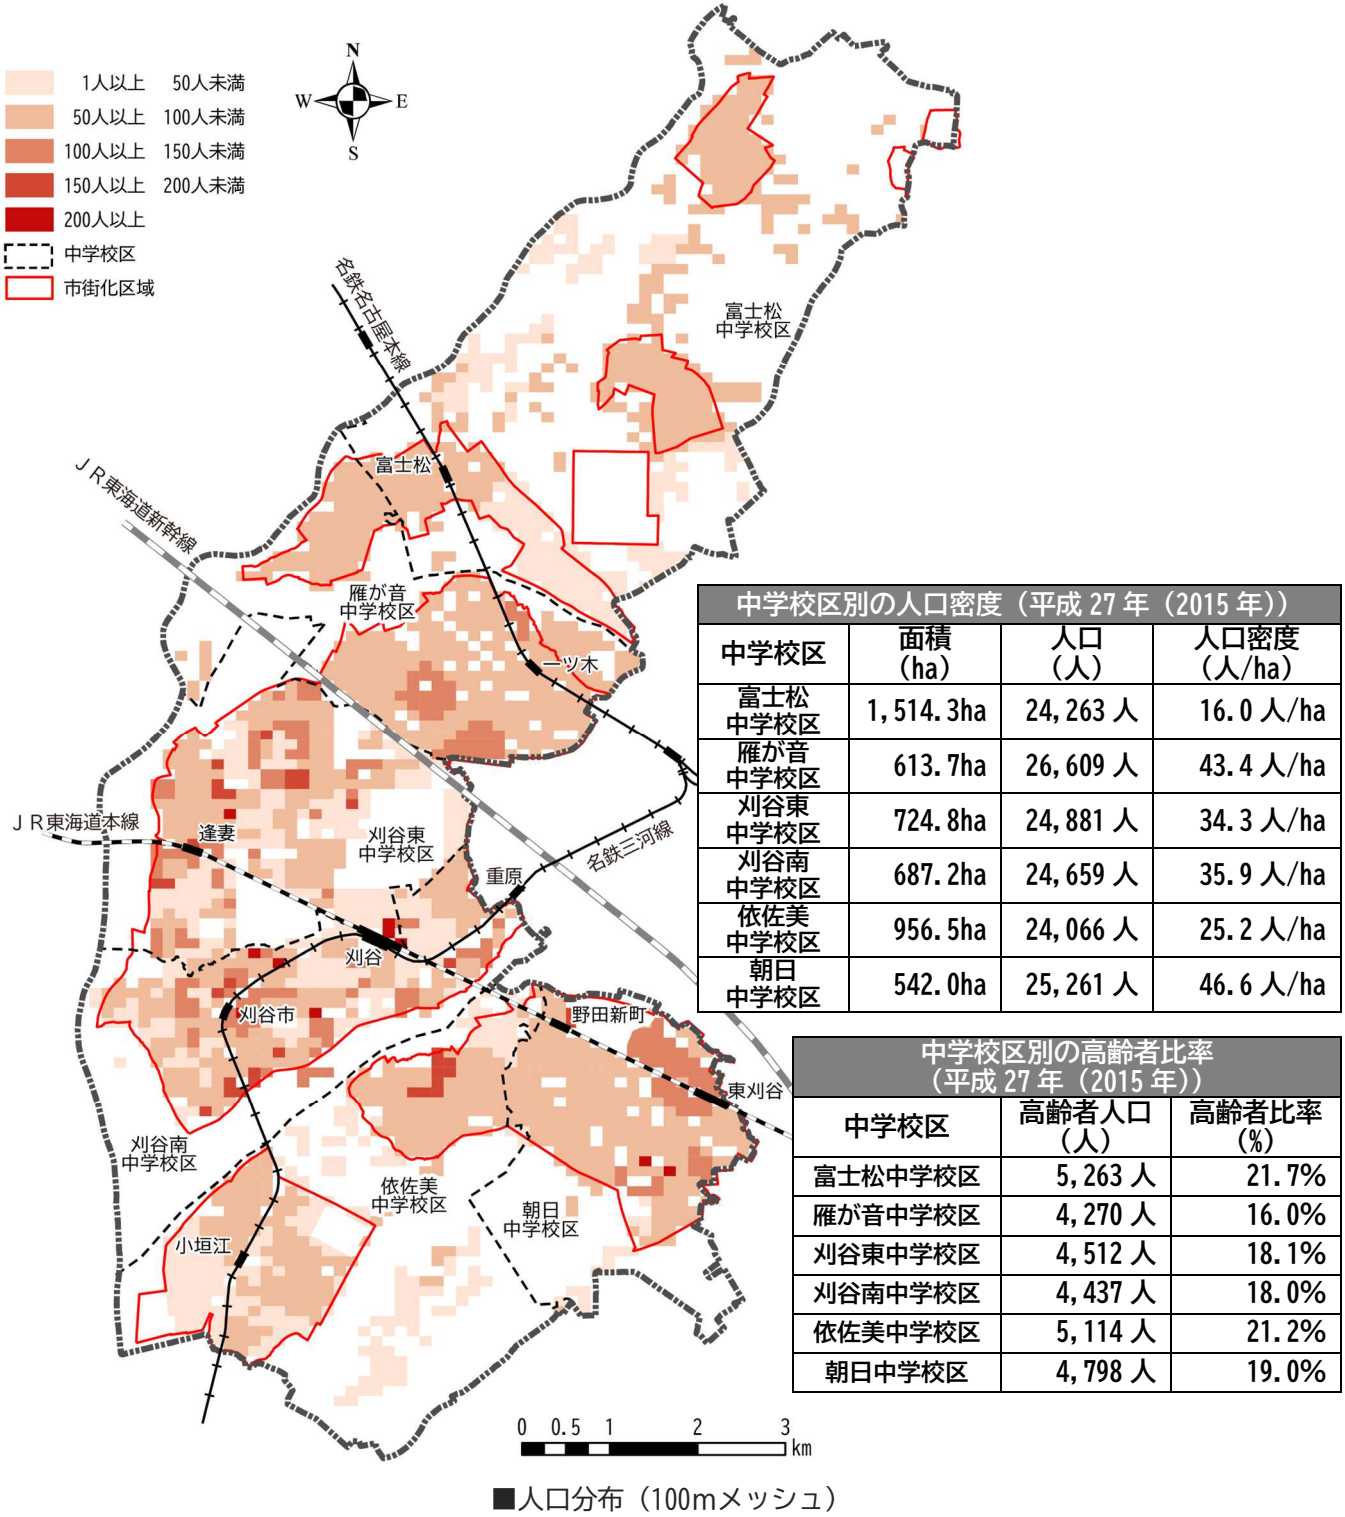 N
W
E
S
1人以上 50人未満
50人以上 100人未満
100人以上 150人未満
150人以上 200人未満
200人以上
中学校区
市街化区域
名鉄名古屋本線
富士松
中学校区
富士松
JR東海道新幹線
雁が音
中学校区
一ツ木
JR東海道本線
逢妻
刈谷東
中学校区
名鉄三河線
重原
刈谷
刈谷市
野田新町
東刈谷
刈谷南
中学校区
依佐美
中学校区
朝日
中学校区
小垣江
中学校区別の人口密度（平成27年（2015年））
中学校区 面積（ha） 人口（人） 人口密度（人/ha）
富士松中学校区 1,514.3ha 24,263人 16.0人/ha
雁が音中学校区 613.7ha 26,609人 43.4人/ha
刈谷東中学校区 724.8ha 24,881人 34.3人/ha
刈谷南中学校区 687.2ha 24,659人 35.9人/ha
依佐美中学校区 956.5ha 24,066人 25.2人/ha
朝日中学校区 542.0ha 25,261人 46.6人/ha
中学校区別の高齢者比率
（平成27年（2015年））
中学校区 高齢者人口（人） 高齢者比率（%）
富士松中学校区 5,263人 21.7%
雁が音中学校区 4,270人 16.0%
刈谷東中学校区 4,512人 18.1%
刈谷南中学校区 4,437人 18.0%
依佐美中学校区 5,114人 21.2%
朝日中学校区 4,798人 19.0%
0 0.5 1 2 3
km
■人口分布（100mメッシュ）